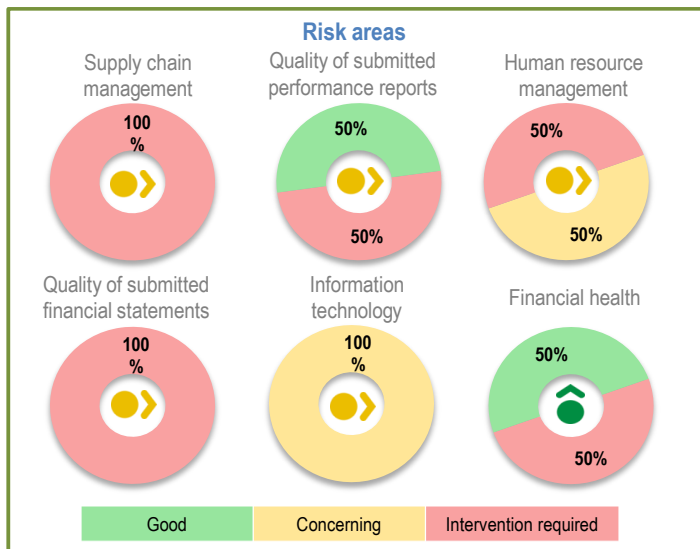 Risk areas
Supply chain
management
100
%
Quality of submitted
performance reports
50%
50%
Human resource
management
50%
50%
Quality of submitted
financial statements
100
%
Information
technology
100
%
Financial health
50%
50%
Good
Concerning
Intervention required